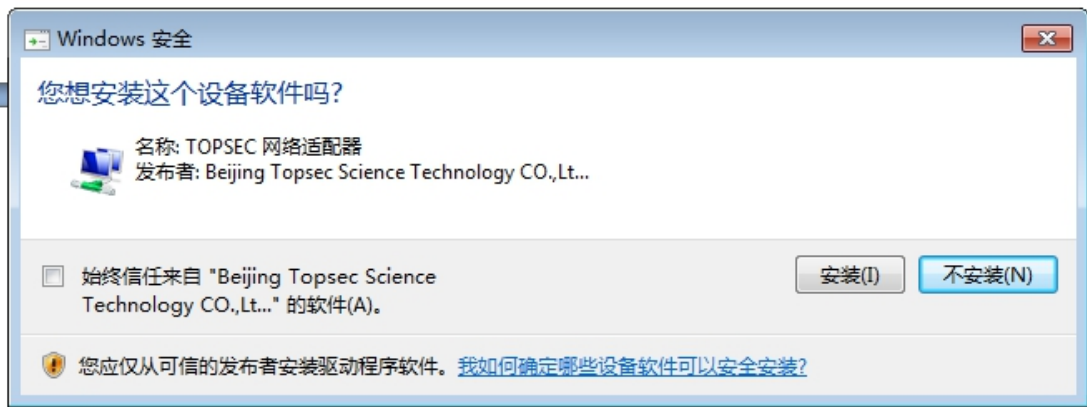 Windows 安全
您想安装这个设备软件吗?
名称: TOPSEC 网络适配器
发布者: Beijing Topsec Science Technology CO.,Lt...
始终信任来自 "Beijing Topsec Science
Technology CO.,Lt..." 的软件(A)。
安装(I)
不安装(N)
您应仅从可信的发布者安装驱动程序软件。我如何确定哪些设备软件可以安全安装?